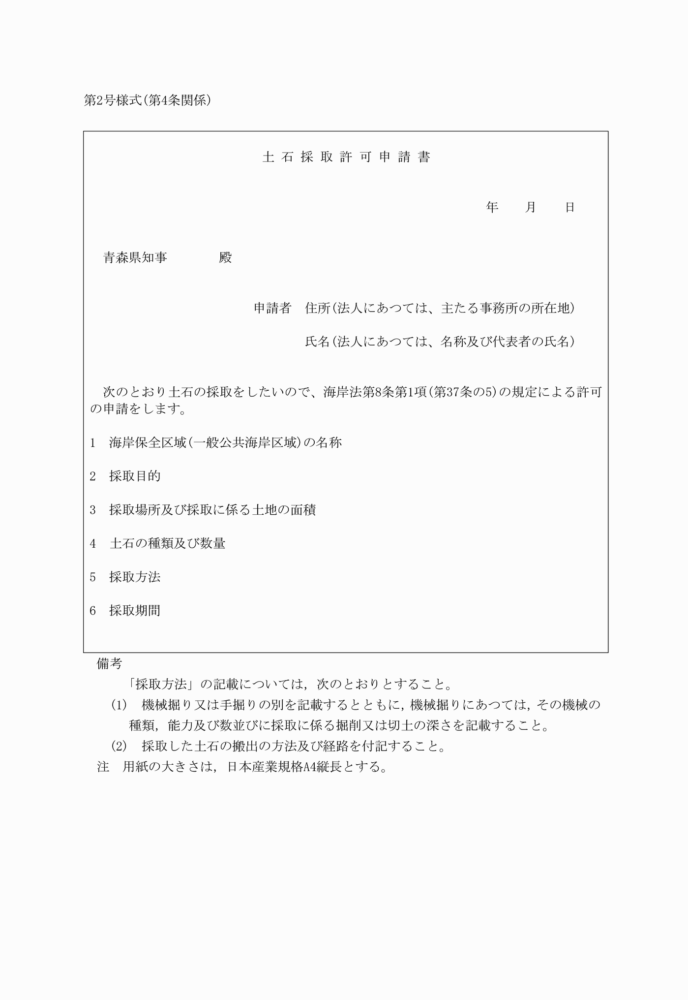 第2号様式(第4条関係)
土石採取許可申請書
年　　月　　日
青森県知事　　　　殿
申請者　住所(法人にあつては、主たる事務所の所在地)
氏名(法人にあつては、名称及び代表者の氏名)
次のとおり土石の採取をしたいので、海岸法第8条第1項(第37条の5)の規定による許可
の申請をします。
1　海岸保全区域(一般公共海岸区域)の名称
2　採取目的
3　採取場所及び採取に係る土地の面積
4　土石の種類及び数量
5　採取方法
6　採取期間
備考
「採取方法」の記載については，次のとおりとすること。
(1)　機械掘り又は手掘りの別を記載するとともに，機械掘りにあつては，その機械の
種類，能力及び数並びに採取に係る掘削又は切土の深さを記載すること。
(2)　採取した土石の搬出の方法及び経路を付記すること。
注　用紙の大きさは，日本産業規格A4縦長とする。